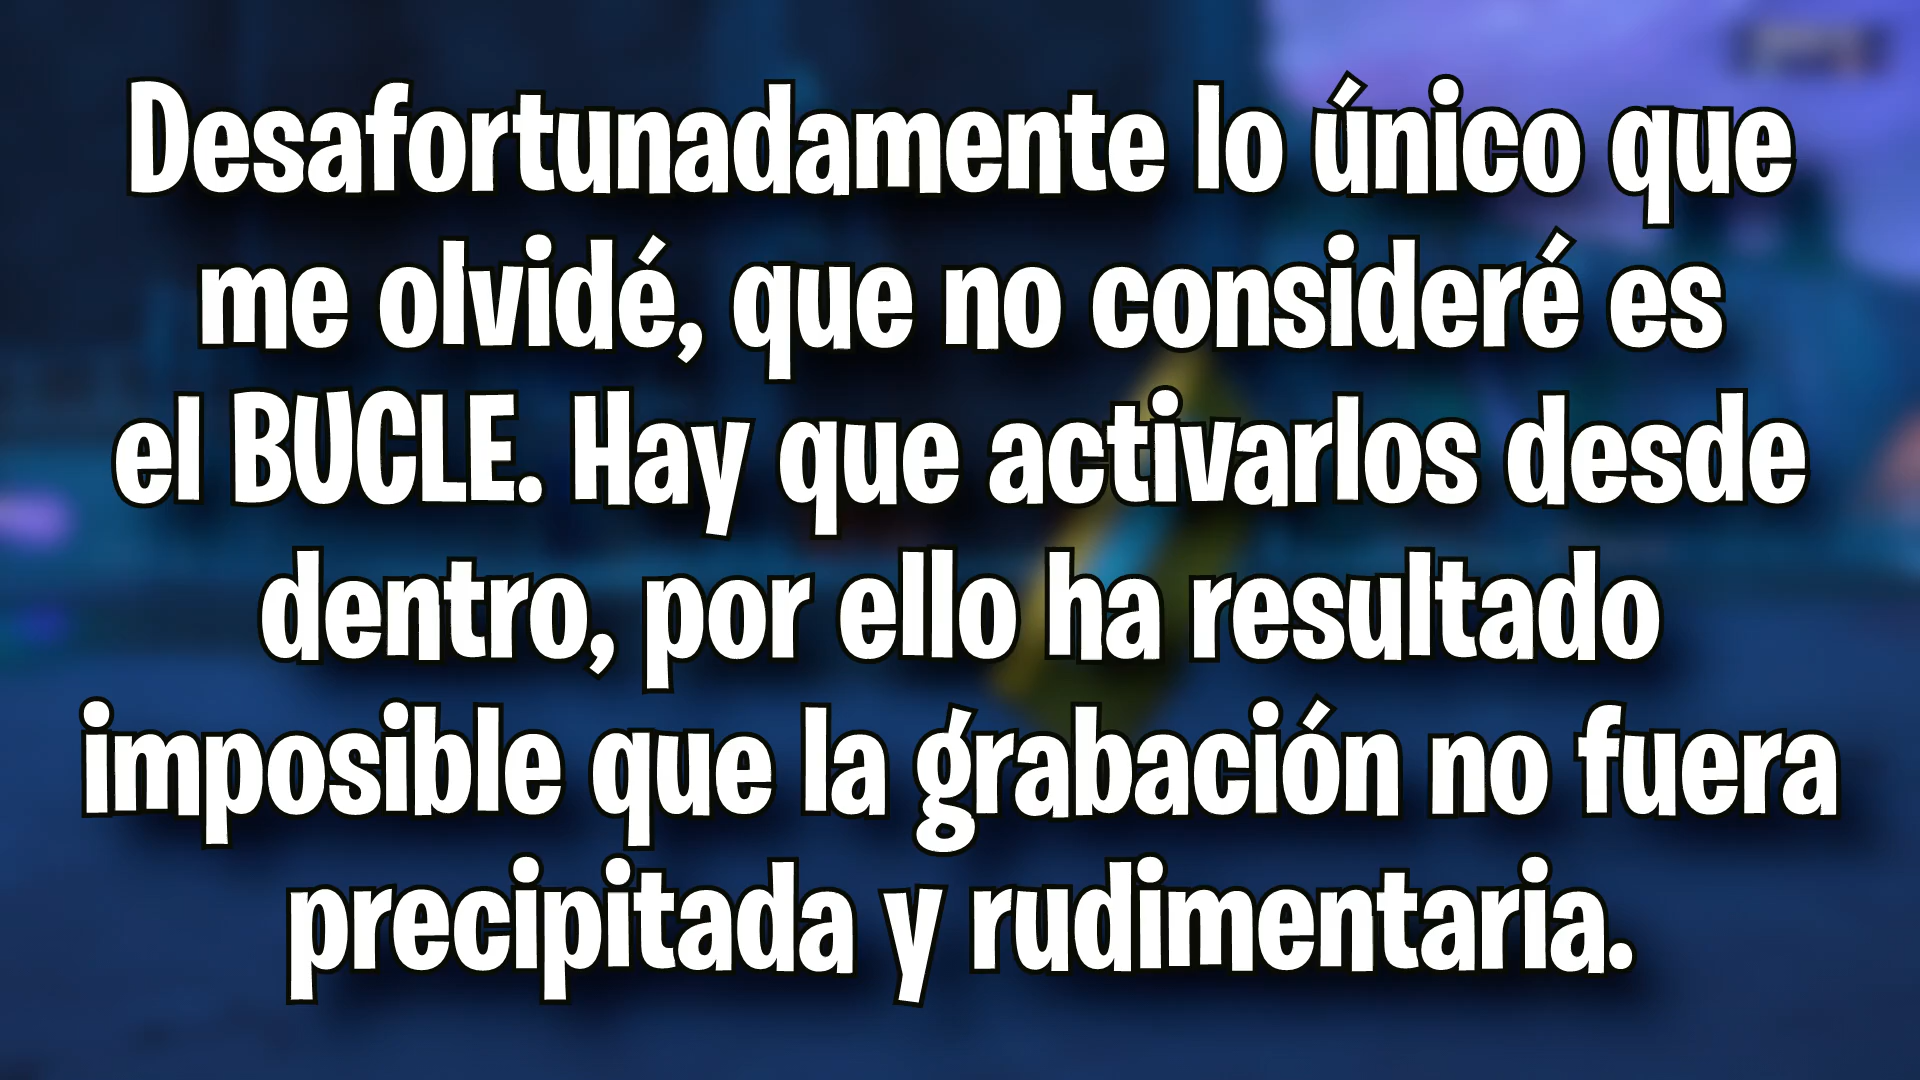 Desafortunadamente lo único que
me olvidé, que no consideré es
el BUCLE. Hay que activarlos desde
dentro, por ello ha resultado
imposible que la grabación no fuera
precipitada y rudimentaria.